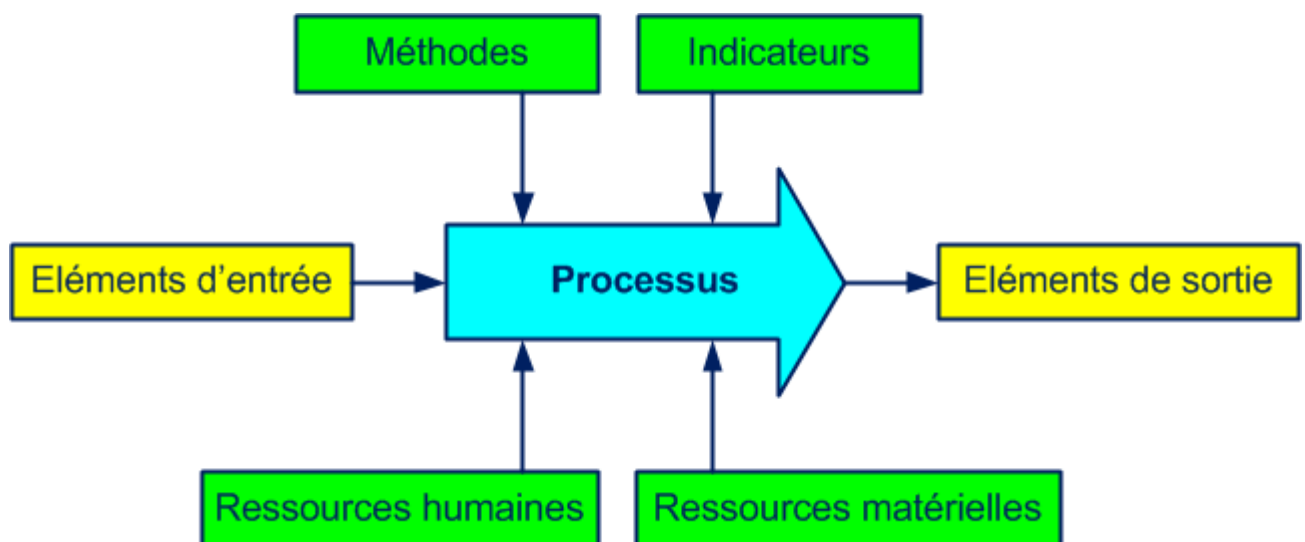 Méthodes
Indicateurs
Eléments d’entrée
Processus
Eléments de sortie
Ressources humaines
Ressources matérielles